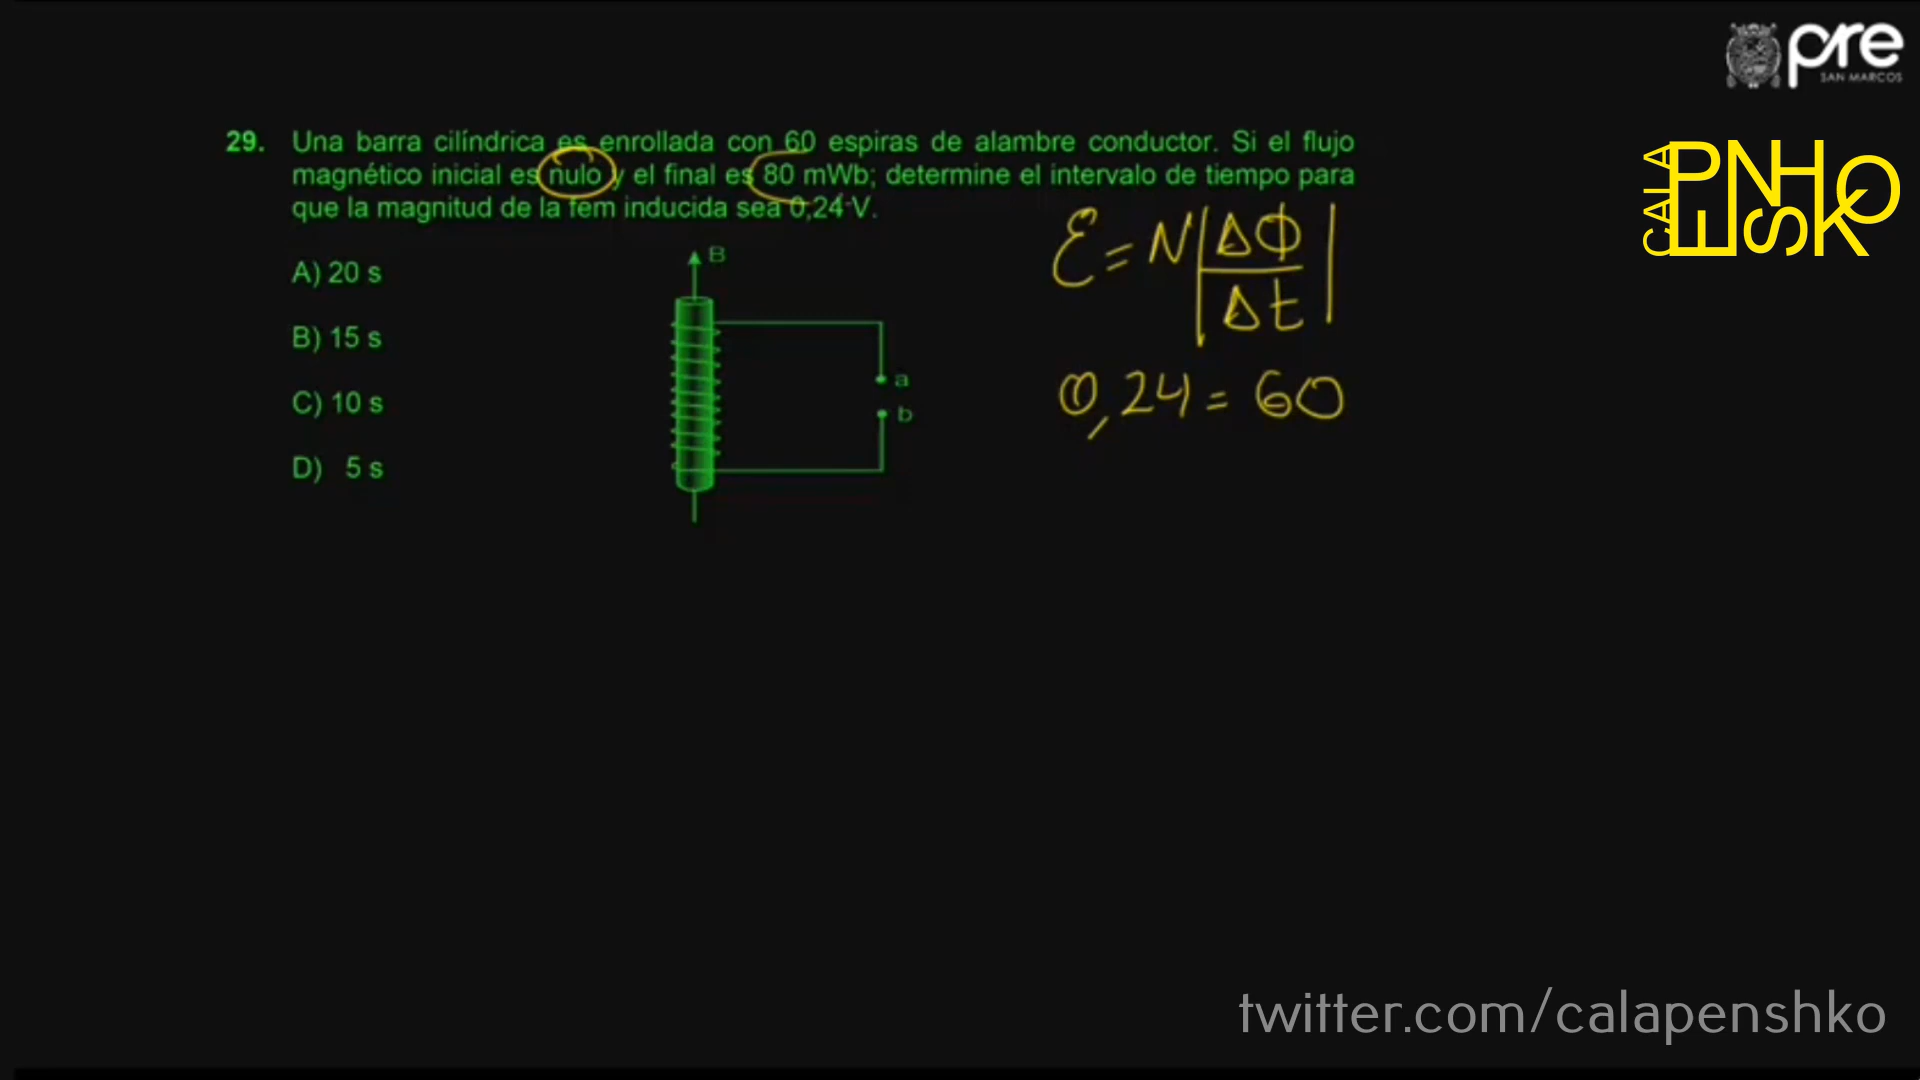 pre
SAN MARCOS
CALA
PENSHKO
29. Una barra cilíndrica es enrollada con 60 espiras de alambre conductor. Si el flujo
magnético inicial es nulo y el final es 80 mWb; determine el intervalo de tiempo para
que la magnitud de la fem inducida sea 0,24 V.
A) 20 s
B) 15 s
C) 10 s
D) 5 s
B
a
b
ℰ = N |ΔΦ/Δt|
0,24 = 60
twitter.com/calapenshko